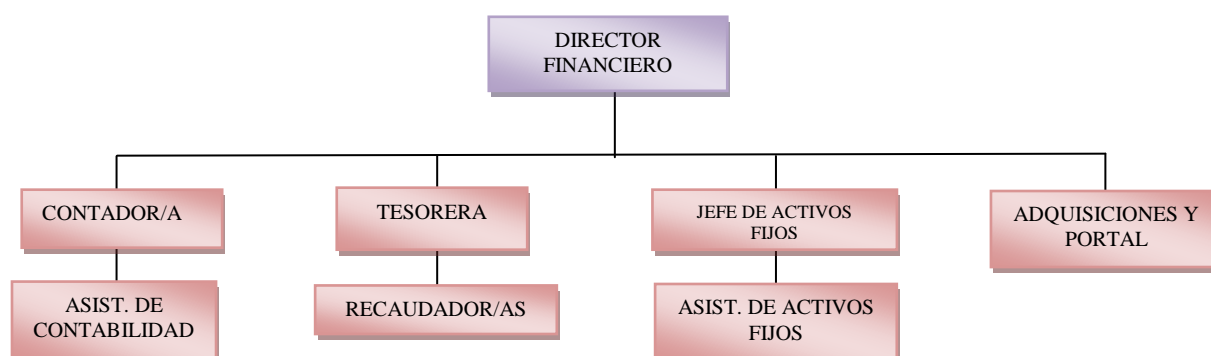 DIRECTOR
FINANCIERO
CONTADOR/A
TESORERA
JEFE DE ACTIVOS
FIJOS
ADQUISICIONES Y
PORTAL
ASIST. DE
CONTABILIDAD
RECAUDADOR/AS
ASIST. DE ACTIVOS
FIJOS